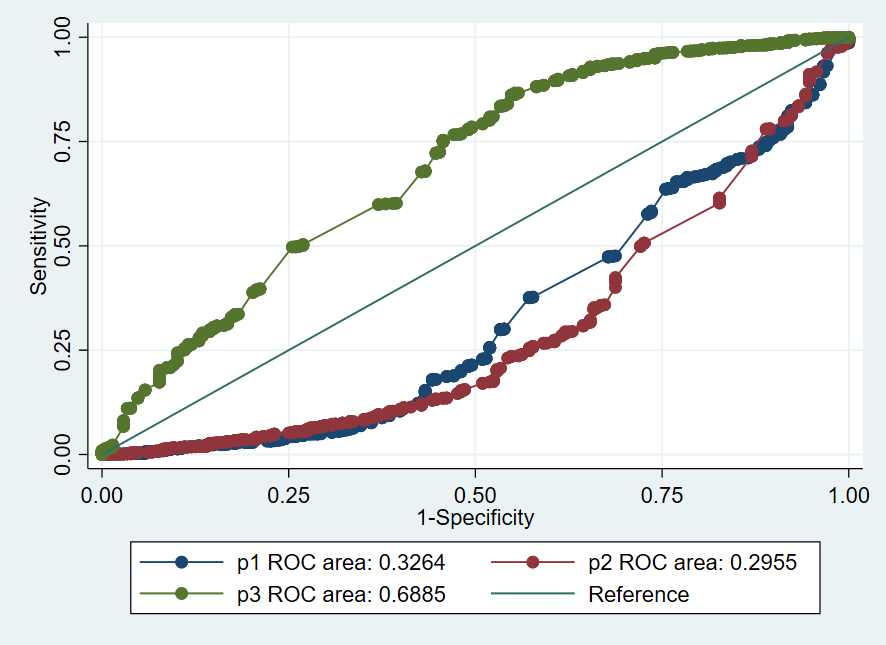 1.00
0.75
0.50
0.25
0.00
Sensitivity
0.00 0.25 0.50 0.75 1.00
1-Specificity
p1 ROC area: 0.3264 p2 ROC area: 0.2955
p3 ROC area: 0.6885 Reference